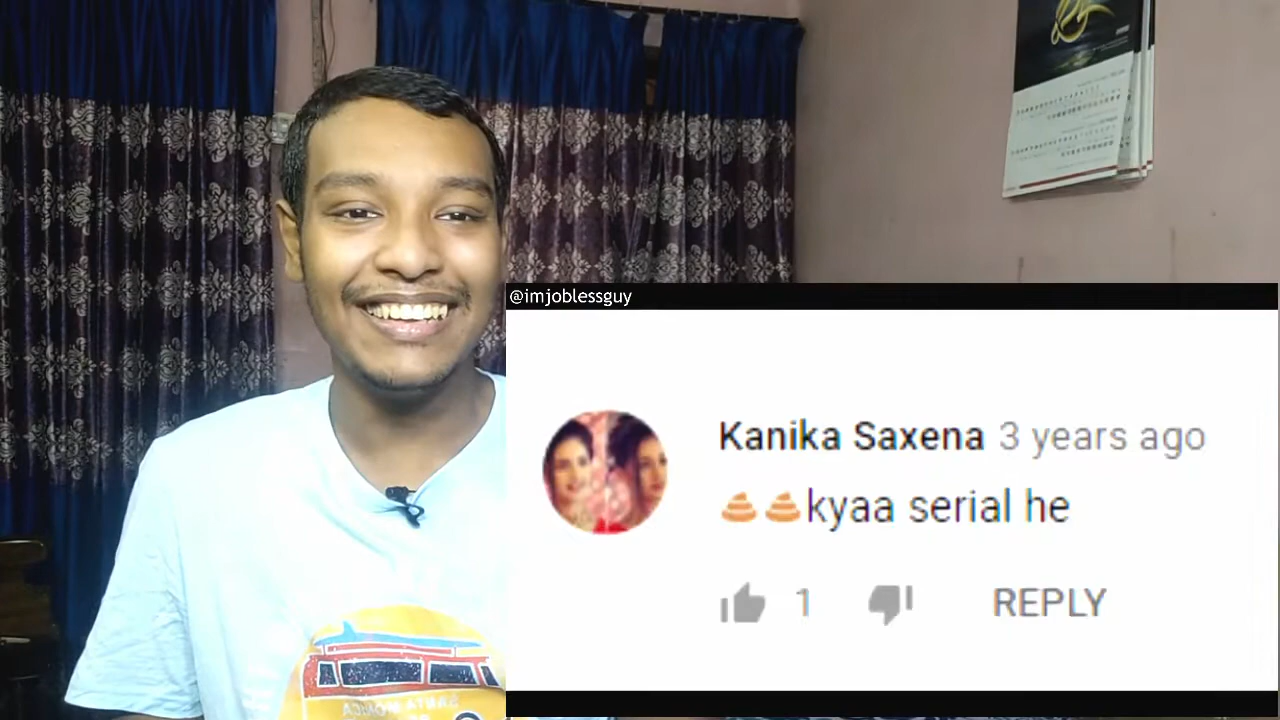 @imjoblessguy
Kanika Saxena 3 years ago
💩💩kyaa serial he
1
REPLY